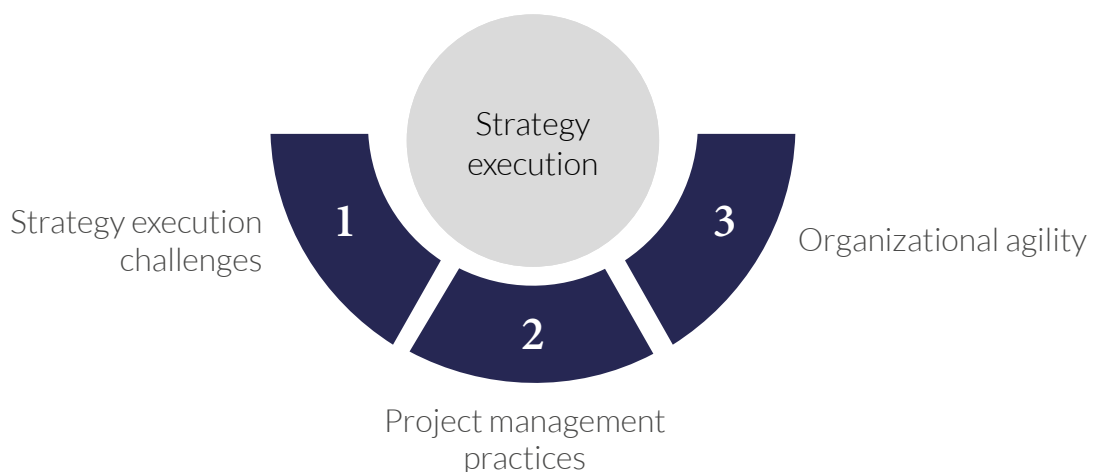 Strategy
execution
1
Strategy execution
challenges
2
Project management
practices
3
Organizational agility